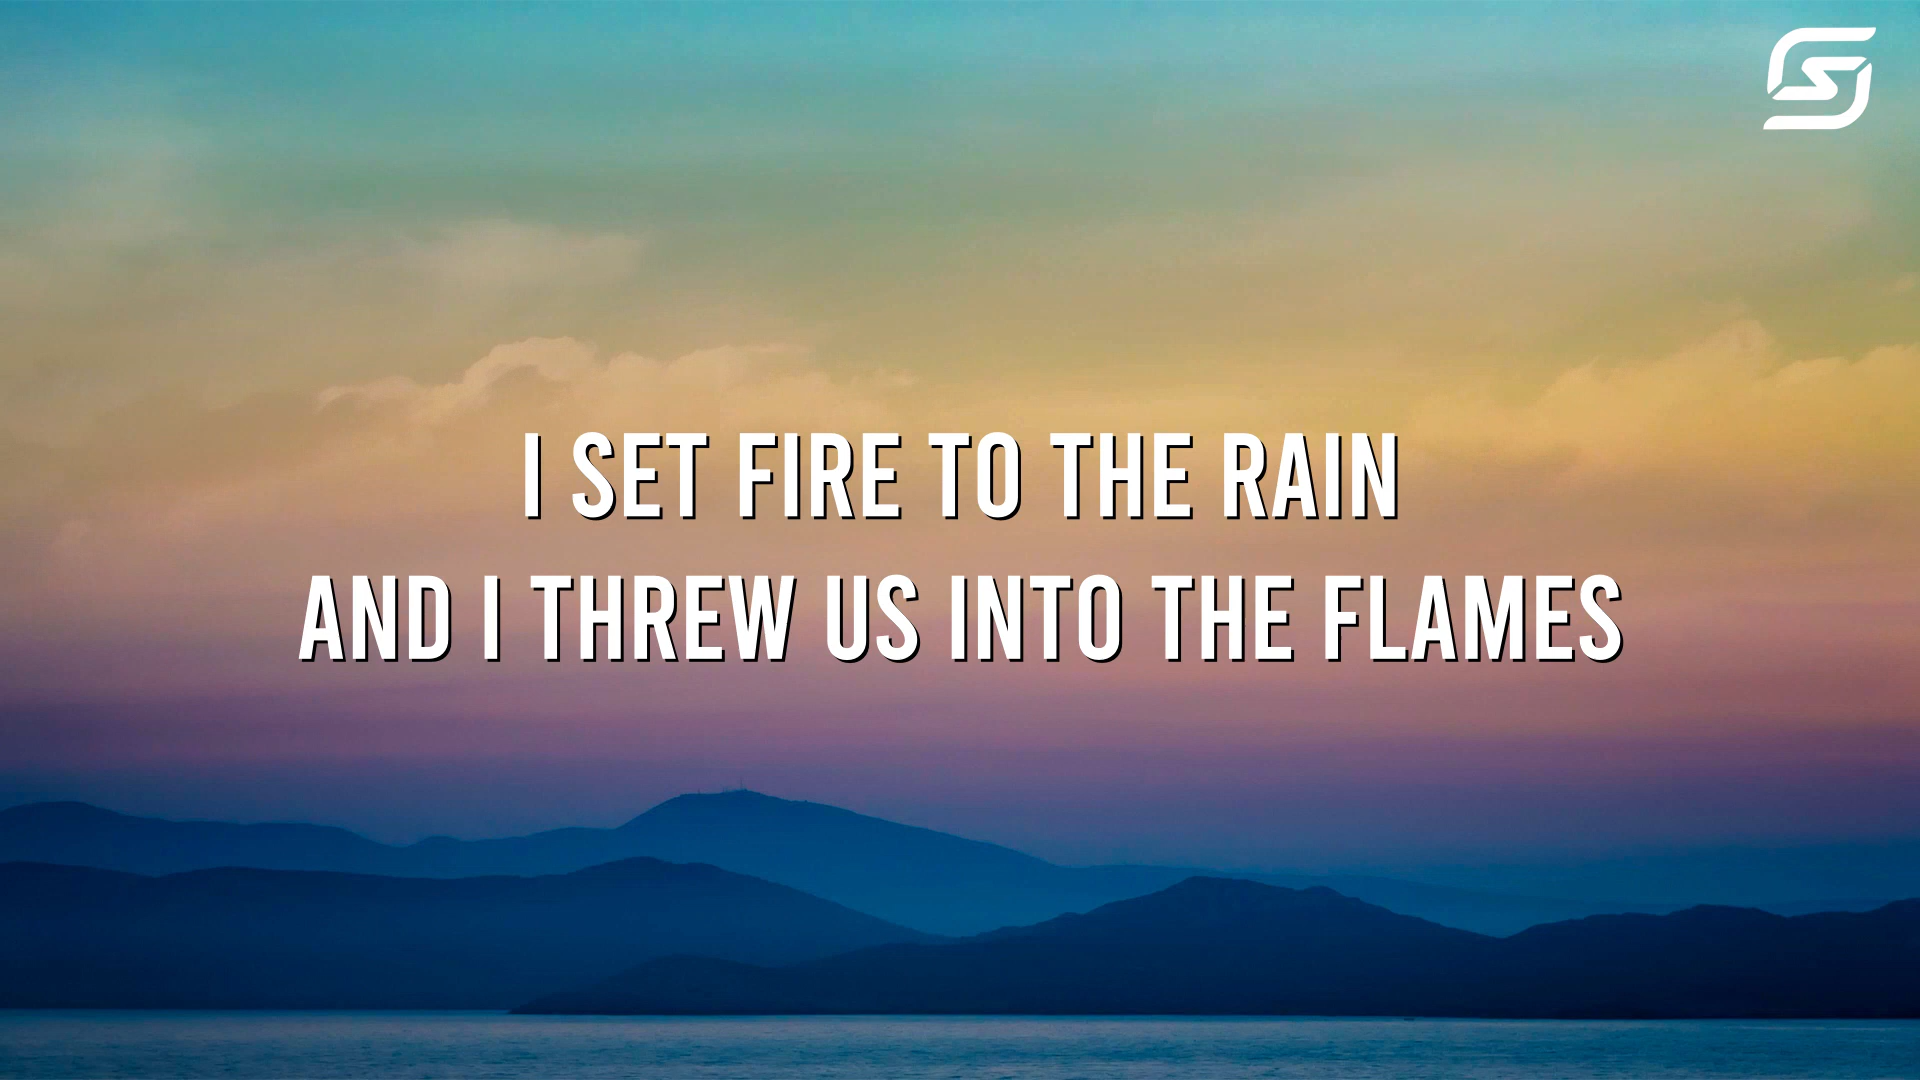 I SET FIRE TO THE RAIN
AND I THREW US INTO THE FLAMES